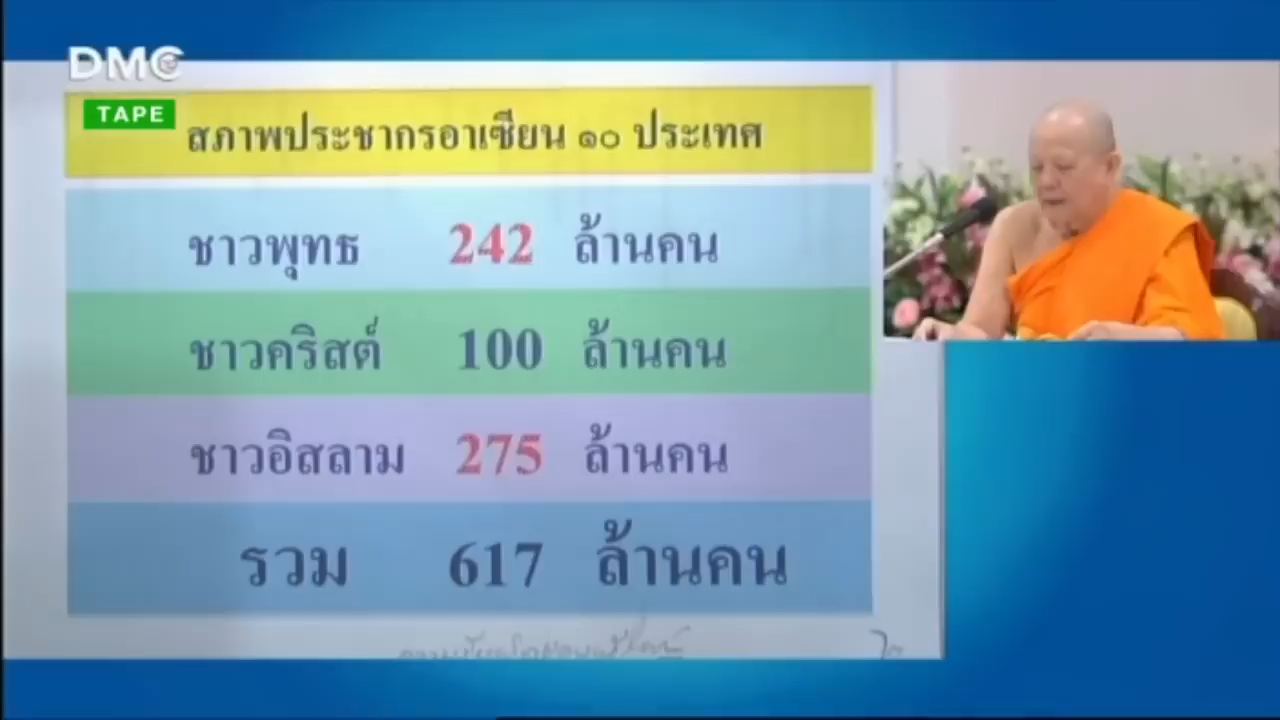 DMC
TAPE
สภาพประชากรอาเซียน ๑๐ ประเทศ
ชาวพุทธ 242 ล้านคน
ชาวคริสต์ 100 ล้านคน
ชาวอิสลาม 275 ล้านคน
รวม 617 ล้านคน